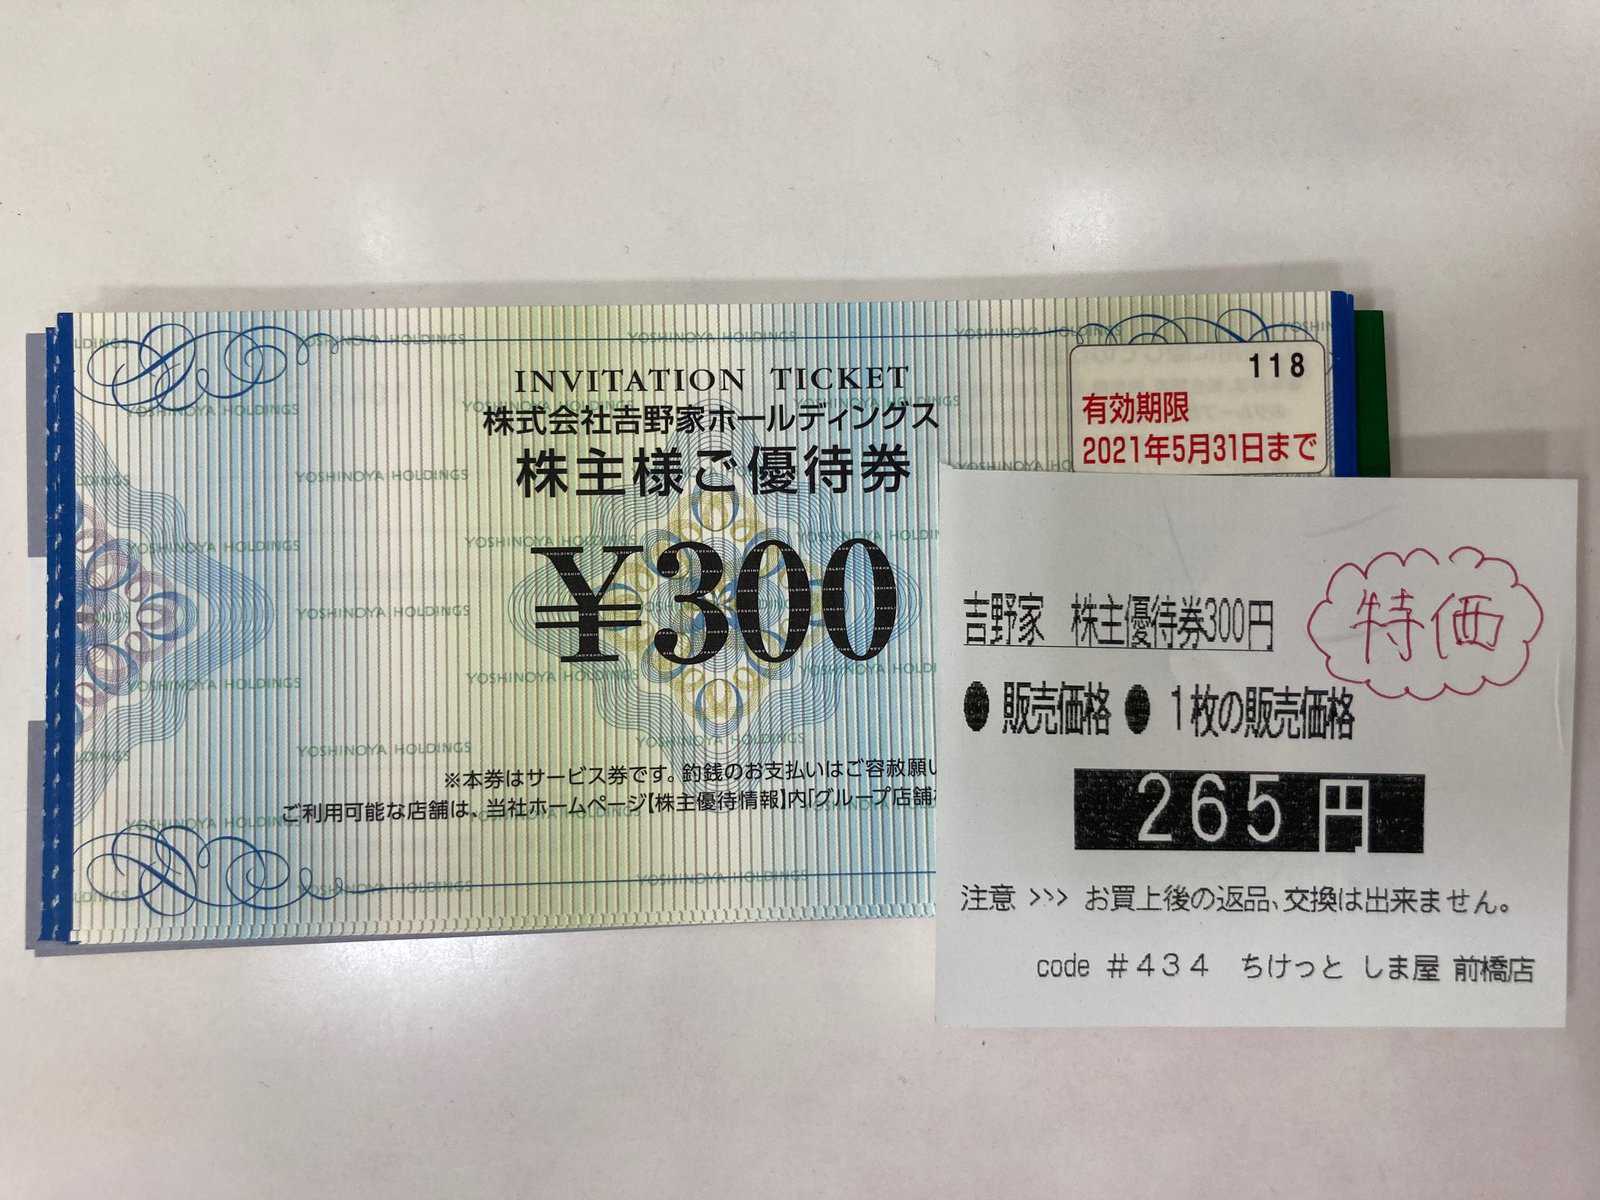 YOSHINOYA HOLDINGS
INVITATION TICKET
株式会社𠮷野家ホールディングス
株主様ご優待券
¥300
118
有効期限
2021年5月31日まで
※本券はサービス券です。釣銭のお支払いはご容赦願い
ご利用可能な店舗は、当社ホームページ【株主優待情報】内「グループ店舗
吉野家 株主優待券300円
特価
● 販売価格 ● 1枚の販売価格
265円
注意 >>> お買上後の返品、交換は出来ません。
code #434 ちけっと しま屋 前橋店